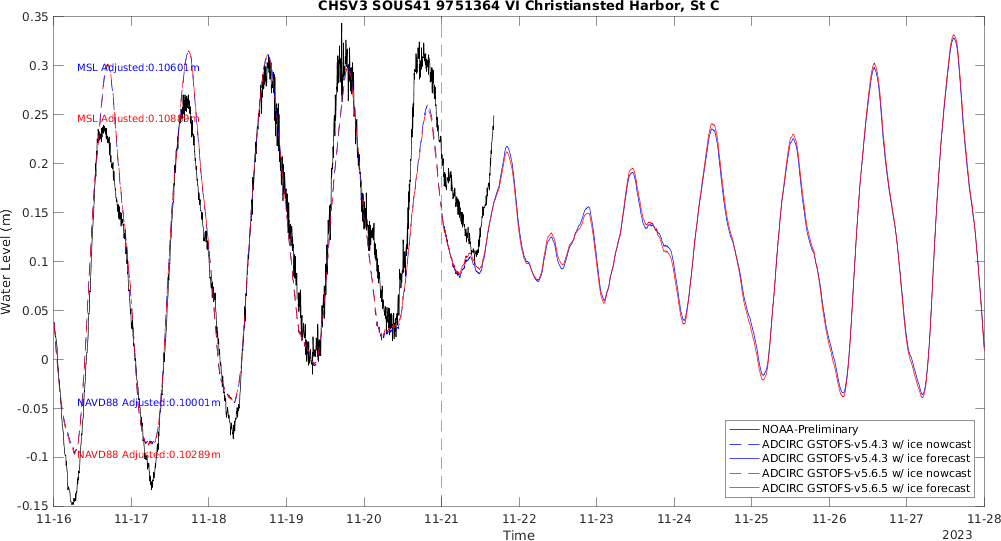 CHSV3 SOUS41 9751364 VI Christiansted Harbor, St C
0.35
0.3
0.25
0.2
0.15
0.1
0.05
0
-0.05
-0.1
-0.15
Water Level (m)
MSL Adjusted:0.10601m
MSL Adjusted:0.10889m
NAVD88 Adjusted:0.10001m
NAVD88 Adjusted:0.10289m
NOAA-Preliminary
ADCIRC GSTOFS-v5.4.3 w/ ice nowcast
ADCIRC GSTOFS-v5.4.3 w/ ice forecast
ADCIRC GSTOFS-v5.6.5 w/ ice nowcast
ADCIRC GSTOFS-v5.6.5 w/ ice forecast
11-16 11-17 11-18 11-19 11-20 11-21 11-22 11-23 11-24 11-25 11-26 11-27 11-28
Time
2023